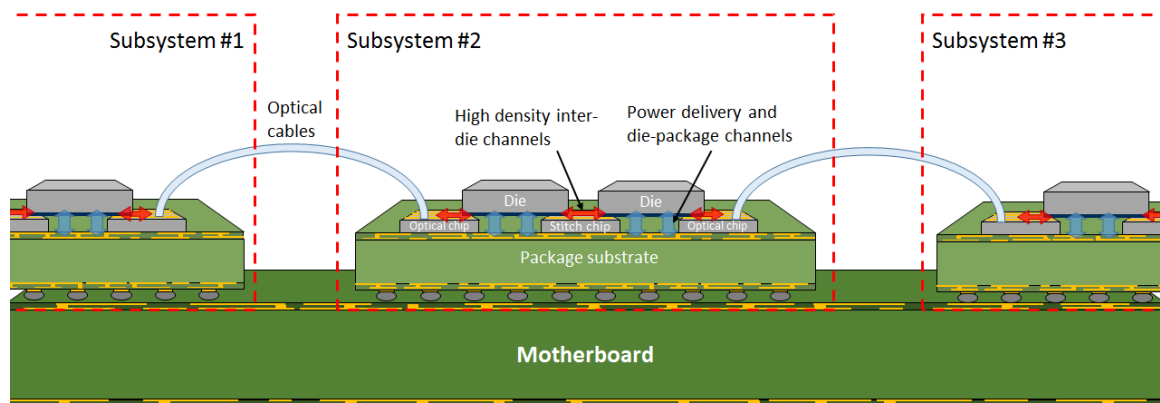 Subsystem #1
Subsystem #2
Subsystem #3
Optical
cables
High density inter-
die channels
Power delivery and
die-package channels
Die
Die
Optical chip
Stitch chip
Optical chip
Package substrate
Motherboard